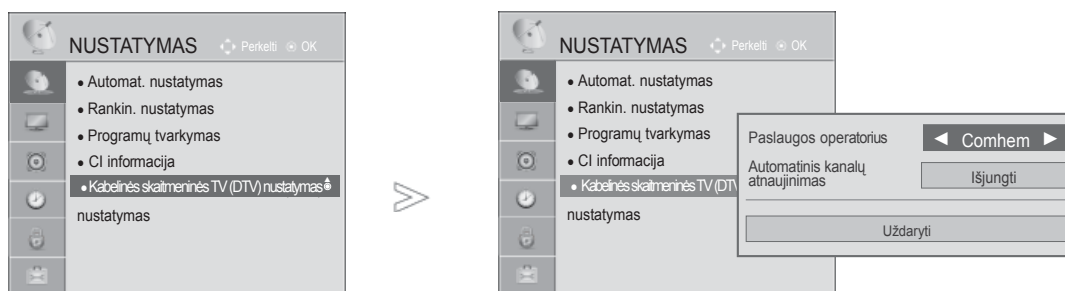 NUSTATYMAS Perkelti OK
• Automat. nustatymas
• Rankin. nustatymas
• Programų tvarkymas
• CI informacija
• Kabelinės skaitmeninės TV (DTV) nustatymas
nustatymas
NUSTATYMAS Perkelti OK
• Automat. nustatymas
• Rankin. nustatymas
• Programų tvarkymas
• CI informacija
• Kabelinės skaitmeninės TV (DTV
nustatymas
Paslaugos operatorius ◄ Comhem ►
Automatinis kanalų
atnaujinimas
Išjungti
Uždaryti